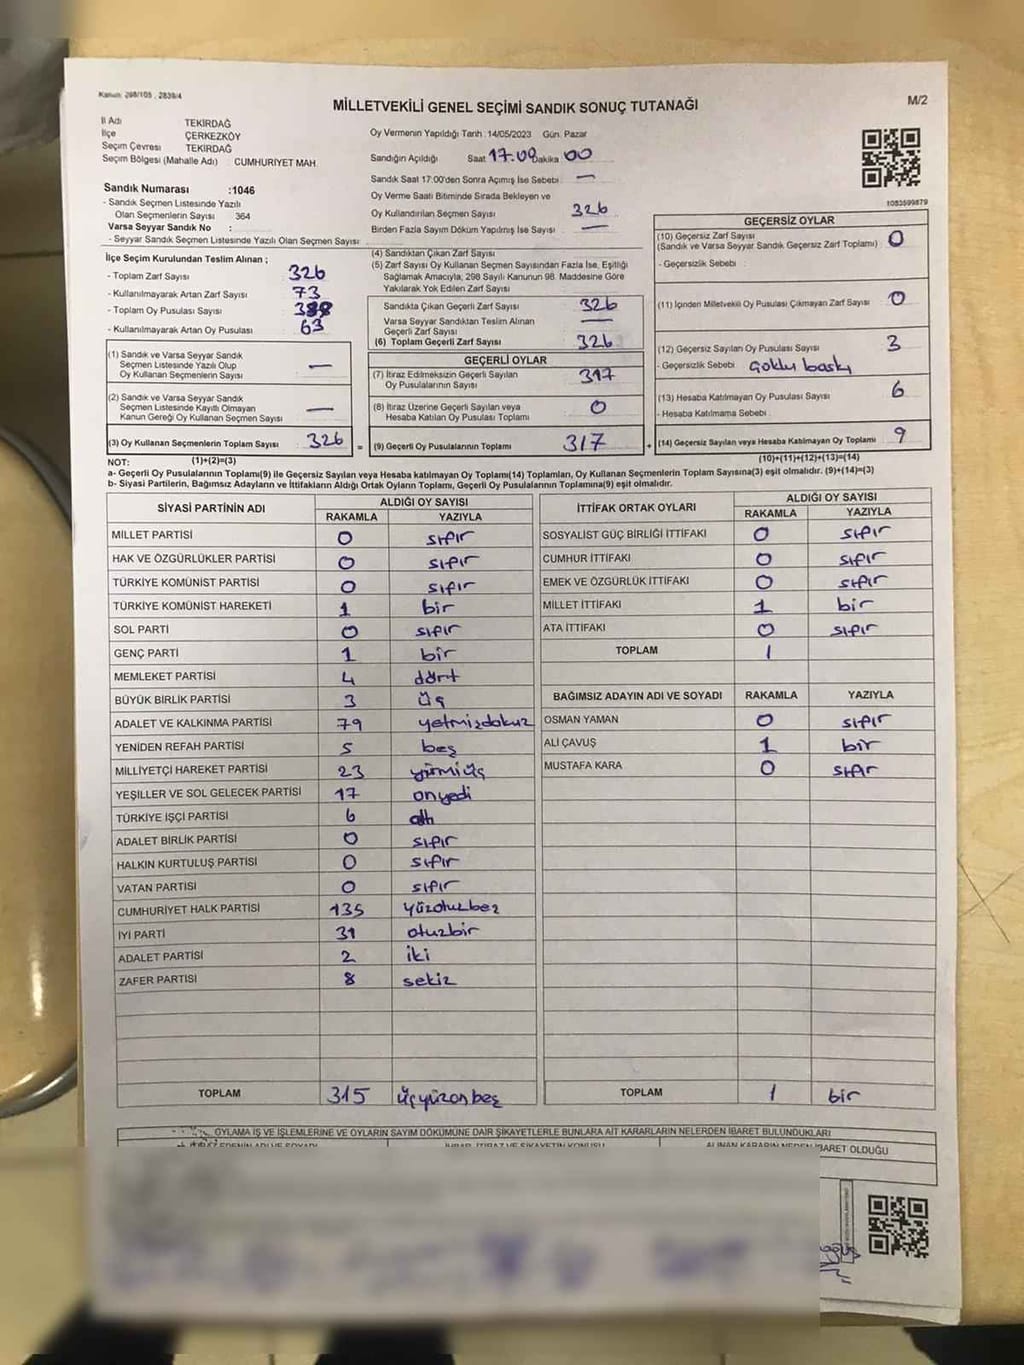 Kanun: 298/105 , 2839/4
MİLLETVEKİLİ GENEL SEÇİMİ SANDIK SONUÇ TUTANAĞI
M/2
İl Adı TEKİRDAĞ
İlçe ÇERKEZKÖY
Seçim Çevresi TEKİRDAĞ
Seçim Bölgesi (Mahalle Adı) : CUMHURİYET MAH.
Sandık Numarası :1046
- Sandık Seçmen Listesinde Yazılı
Olan Seçmenlerin Sayısı 364
Varsa Seyyar Sandık No :
- Seyyar Sandık Seçmen Listesinde Yazılı Olan Seçmen Sayısı:
Oy Vermenin Yapıldığı Tarih :14/05/2023 Gün. Pazar
Sandığın Açıldığı Saat 17.00 Dakika 00
Sandık Saat 17:00'den Sonra Açımış İse Sebebi : —
Oy Verme Saati Bitiminde Sırada Bekleyen ve
Oy Kullandırılan Seçmen Sayısı 326
Birden Fazla Sayım Döküm Yapılmış İse Sayısı —
1083599879
İlçe Seçim Kurulundan Teslim Alınan ;
- Toplam Zarf Sayısı 326
- Kullanılmayarak Artan Zarf Sayısı 73
- Toplam Oy Pusulası Sayısı
- Kullanılmayarak Artan Oy Pusulası 63
(1) Sandık ve Varsa Seyyar Sandık
Seçmen Listesinde Yazılı Olup
Oy Kullanan Seçmenlerin Sayısı —
(2) Sandık ve Varsa Seyyar Sandık
Seçmen Listesinde Kayıtlı Olmayan
Kanun Gereği Oy Kullanan Seçmen Sayısı —
(3) Oy Kullanan Seçmenlerin Toplam Sayısı 326
(4) Sandıktan Çıkan Zarf Sayısı
(5) Zarf Sayısı Oy Kullanan Seçmen Sayısından Fazla İse, Eşitliği
Sağlamak Amacıyla, 298 Sayılı Kanunun 98. Maddesine Göre
Yakılarak Yok Edilen Zarf Sayısı
Sandıkta Çıkan Geçerli Zarf Sayısı 326
Varsa Seyyar Sandıktan Teslim Alınan
Geçerli Zarf Sayısı —
(6) Toplam Geçerli Zarf Sayısı 326
GEÇERLİ OYLAR
(7) İtiraz Edilmeksizin Geçerli Sayılan
Oy Pusulalarının Sayısı 317
(8) İtiraz Üzerine Geçerli Sayılan veya
Hesaba Katılan Oy Pusulası Toplamı 0
= (9) Geçerli Oy Pusulalarının Toplamı 317
GEÇERSİZ OYLAR
(10) Geçersiz Zarf Sayısı
(Sandık ve Varsa Seyyar Sandık Geçersiz Zarf Toplamı) 0
- Geçersizlik Sebebi :
(11) İçinden Milletvekili Oy Pusulası Çıkmayan Zarf Sayısı 0
(12) Geçersiz Sayılan Oy Pusulası Sayısı 3
- Geçersizlik Sebebi Çoklu baskı
(13) Hesaba Katılmayan Oy Pusulası Sayısı 6
- Hesaba Katılmama Sebebi :
+ (14) Geçersiz Sayılan veya Hesaba Katılmayan Oy Toplamı 9
NOT: (1)+(2)=(3)
(10)+(11)+(12)+(13)=(14)
a- Geçerli Oy Pusulalarının Toplamı(9) ile Geçersiz Sayılan veya Hesaba katılmayan Oy Toplamı(14) Toplamları, Oy Kullanan Seçmenlerin Toplam Sayısına(3) eşit olmalıdır. (9)+(14)=(3)
b- Siyasi Partilerin, Bağımsız Adayların ve İttifakların Aldığı Ortak Oyların Toplamı, Geçerli Oy Pusulalarının Toplamına(9) eşit olmalıdır.
SİYASİ PARTİNİN ADI ALDIĞI OY SAYISI
RAKAMLA YAZIYLA
MİLLET PARTİSİ 0 sıfır
HAK VE ÖZGÜRLÜKLER PARTİSİ 0 sıfır
TÜRKİYE KOMÜNİST PARTİSİ 0 sıfır
TÜRKİYE KOMÜNİST HAREKETİ 1 bir
SOL PARTİ 0 sıfır
GENÇ PARTİ 1 bir
MEMLEKET PARTİSİ 4 dört
BÜYÜK BİRLİK PARTİSİ 3 üç
ADALET VE KALKINMA PARTİSİ 79 yetmişdokuz
YENİDEN REFAH PARTİSİ 5 beş
MİLLİYETÇİ HAREKET PARTİSİ 23 yirmiüç
YEŞİLLER VE SOL GELECEK PARTİSİ 17 onyedi
TÜRKİYE İŞÇİ PARTİSİ 6 altı
ADALET BİRLİK PARTİSİ 0 sıfır
HALKIN KURTULUŞ PARTİSİ 0 sıfır
VATAN PARTİSİ 0 sıfır
CUMHURİYET HALK PARTİSİ 135 yüzotuzbeş
İYİ PARTİ 31 otuzbir
ADALET PARTİSİ 2 iki
ZAFER PARTİSİ 8 sekiz
TOPLAM 315 üçyüzonbeş
İTTİFAK ORTAK OYLARI ALDIĞI OY SAYISI
RAKAMLA YAZIYLA
SOSYALİST GÜÇ BİRLİĞİ İTTİFAKI 0 sıfır
CUMHUR İTTİFAKI 0 sıfır
EMEK VE ÖZGÜRLÜK İTTİFAKI 0 sıfır
MİLLET İTTİFAKI 1 bir
ATA İTTİFAKI 0 sıfır
TOPLAM 1
BAĞIMSIZ ADAYIN ADI VE SOYADI RAKAMLA YAZIYLA
OSMAN YAMAN 0 sıfır
ALİ ÇAVUŞ 1 bir
MUSTAFA KARA 0 sıfır
TOPLAM 1 bir
OYLAMA İŞ VE İŞLEMLERİNE VE OYLARIN SAYIM DÖKÜMÜNE DAİR ŞİKAYETLERLE BUNLARA AİT KARARLARIN NELERDEN İBARET BULUNDUKLARI
ALINAN KARARIN NEDEN İBARET OLDUĞU